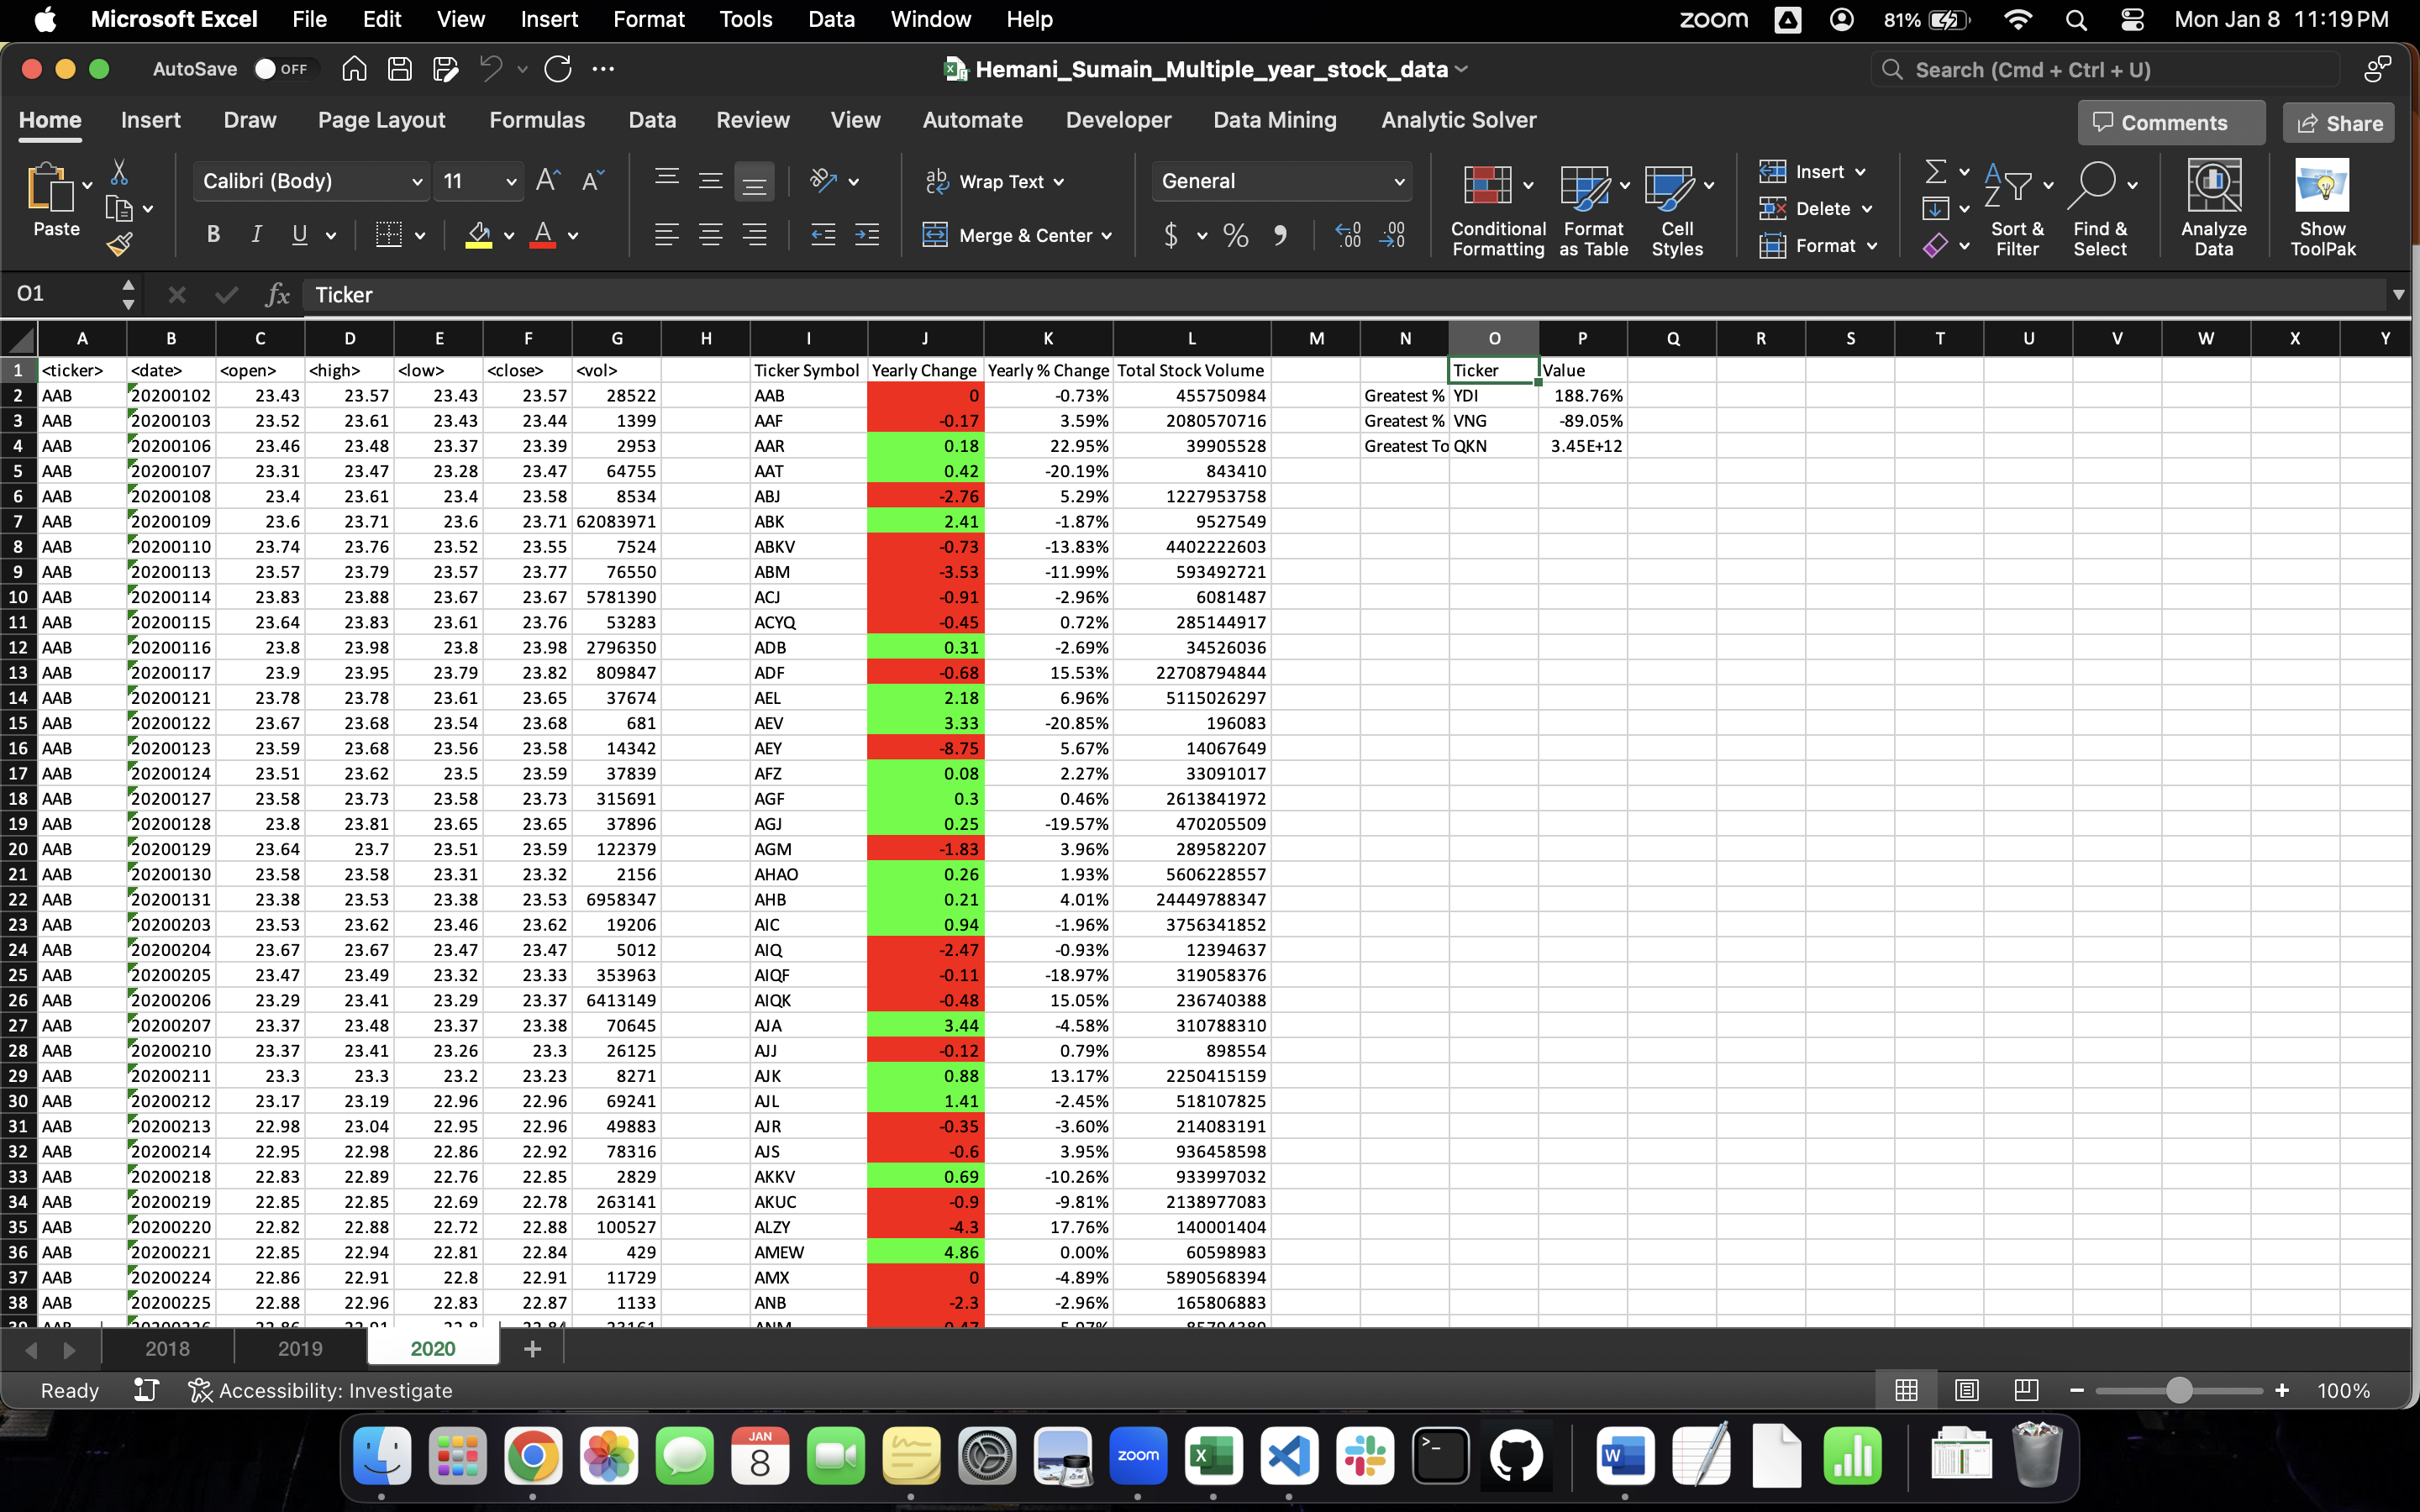 Microsoft Excel File Edit View Insert Format Tools Data Window Help zoom 81% Mon Jan 8 11:19 PM
AutoSave OFF Hemani_Sumain_Multiple_year_stock_data Search (Cmd + Ctrl + U)
Home Insert Draw Page Layout Formulas Data Review View Automate Developer Data Mining Analytic Solver Comments Share
Paste Calibri (Body) 11 Wrap Text General Conditional Formatting Format as Table Cell Styles Insert Delete Format Sort & Filter Find & Select Analyze Data Show ToolPak
B I U A Merge & Center $ %
O1 fx Ticker
A B C D E F G H I J K L M N O P Q R S T U V W X Y
1 <ticker> <date> <open> <high> <low> <close> <vol> Ticker Symbol Yearly Change Yearly % Change Total Stock Volume Ticker Value
2 AAB 20200102 23.43 23.57 23.43 23.57 28522 AAB 0 -0.73% 455750984 Greatest % YDI 188.76%
3 AAB 20200103 23.52 23.61 23.43 23.44 1399 AAF -0.17 3.59% 2080570716 Greatest % VNG -89.05%
4 AAB 20200106 23.46 23.48 23.37 23.39 2953 AAR 0.18 22.95% 39905528 Greatest To QKN 3.45E+12
5 AAB 20200107 23.31 23.47 23.28 23.47 64755 AAT 0.42 -20.19% 843410
6 AAB 20200108 23.4 23.61 23.4 23.58 8534 ABJ -2.76 5.29% 1227953758
7 AAB 20200109 23.6 23.71 23.6 23.71 62083971 ABK 2.41 -1.87% 9527549
8 AAB 20200110 23.74 23.76 23.52 23.55 7524 ABKV -0.73 -13.83% 4402222603
9 AAB 20200113 23.57 23.79 23.57 23.77 76550 ABM -3.53 -11.99% 593492721
10 AAB 20200114 23.83 23.88 23.67 23.67 5781390 ACJ -0.91 -2.96% 6081487
11 AAB 20200115 23.64 23.83 23.61 23.76 53283 ACYQ -0.45 0.72% 285144917
12 AAB 20200116 23.8 23.98 23.8 23.98 2796350 ADB 0.31 -2.69% 34526036
13 AAB 20200117 23.9 23.95 23.79 23.82 809847 ADF -0.68 15.53% 22708794844
14 AAB 20200121 23.78 23.78 23.61 23.65 37674 AEL 2.18 6.96% 5115026297
15 AAB 20200122 23.67 23.68 23.54 23.68 681 AEV 3.33 -20.85% 196083
16 AAB 20200123 23.59 23.68 23.56 23.58 14342 AEY -8.75 5.67% 14067649
17 AAB 20200124 23.51 23.62 23.5 23.59 37839 AFZ 0.08 2.27% 33091017
18 AAB 20200127 23.58 23.73 23.58 23.73 315691 AGF 0.3 0.46% 2613841972
19 AAB 20200128 23.8 23.81 23.65 23.65 37896 AGJ 0.25 -19.57% 470205509
20 AAB 20200129 23.64 23.7 23.51 23.59 122379 AGM -1.83 3.96% 289582207
21 AAB 20200130 23.58 23.58 23.31 23.32 2156 AHAO 0.26 1.93% 5606228557
22 AAB 20200131 23.38 23.53 23.38 23.53 6958347 AHB 0.21 4.01% 24449788347
23 AAB 20200203 23.53 23.62 23.46 23.62 19206 AIC 0.94 -1.96% 3756341852
24 AAB 20200204 23.67 23.67 23.47 23.47 5012 AIQ -2.47 -0.93% 12394637
25 AAB 20200205 23.47 23.49 23.32 23.33 353963 AIQF -0.11 -18.97% 319058376
26 AAB 20200206 23.29 23.41 23.29 23.37 6413149 AIQK -0.48 15.05% 236740388
27 AAB 20200207 23.37 23.48 23.37 23.38 70645 AJA 3.44 -4.58% 310788310
28 AAB 20200210 23.37 23.41 23.26 23.3 26125 AJJ -0.12 0.79% 898554
29 AAB 20200211 23.3 23.3 23.2 23.23 8271 AJK 0.88 13.17% 2250415159
30 AAB 20200212 23.17 23.19 22.96 22.96 69241 AJL 1.41 -2.45% 518107825
31 AAB 20200213 22.98 23.04 22.95 22.96 49883 AJR -0.35 -3.60% 214083191
32 AAB 20200214 22.95 22.98 22.86 22.92 78316 AJS -0.6 3.95% 936458598
33 AAB 20200218 22.83 22.89 22.76 22.85 2829 AKKV 0.69 -10.26% 933997032
34 AAB 20200219 22.85 22.85 22.69 22.78 263141 AKUC -0.9 -9.81% 2138977083
35 AAB 20200220 22.82 22.88 22.72 22.88 100527 ALZY -4.3 17.76% 140001404
36 AAB 20200221 22.85 22.94 22.81 22.84 429 AMEW 4.86 0.00% 60598983
37 AAB 20200224 22.86 22.91 22.8 22.91 11729 AMX 0 -4.89% 5890568394
38 AAB 20200225 22.88 22.96 22.83 22.87 1133 ANB -2.3 -2.96% 165806883
2018 2019 2020 +
Ready Accessibility: Investigate 100%
JAN
8 zoom X W